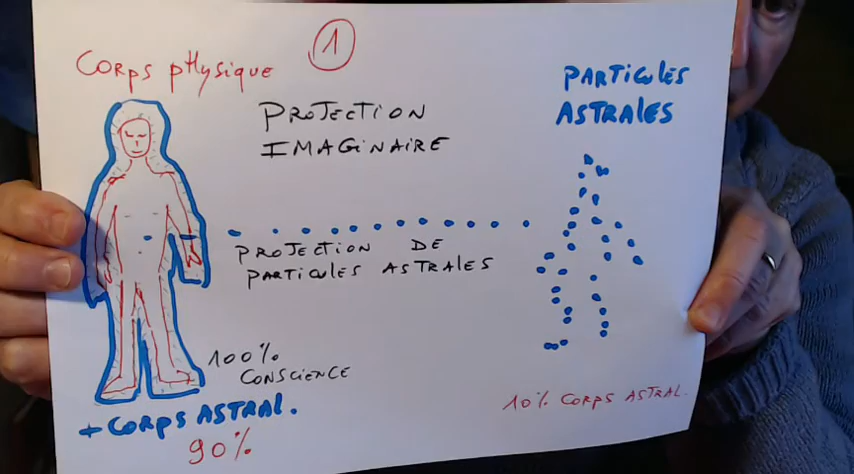 1
Corps pHysique
PROJECTION
IMAGINAIRE
PARTICULES
ASTRALES
PROJECTION DE
PARTICULES ASTRALES
100%
CONSCIENCE
+ CORPS ASTRAL.
90%
10% CORPS ASTRAL.